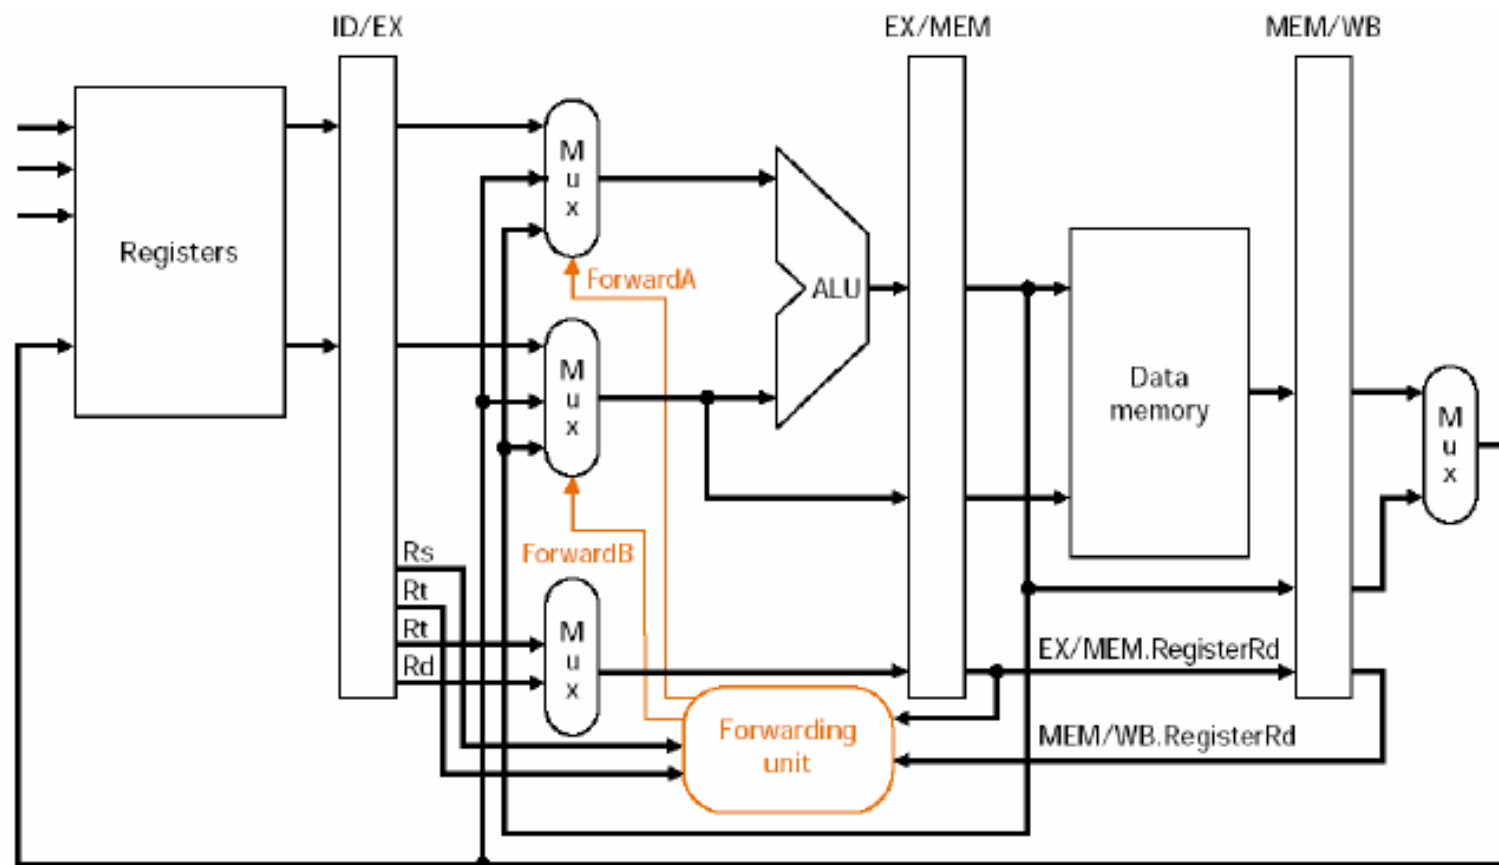 ID/EX
EX/MEM
MEM/WB
M
u
x
Registers
ForwardA
ALU
M
u
x
Data
memory
M
u
x
Rs
ForwardB
Rt
Rt
M
u
x
Rd
EX/MEM.RegisterRd
Forwarding
unit
MEM/WB.RegisterRd